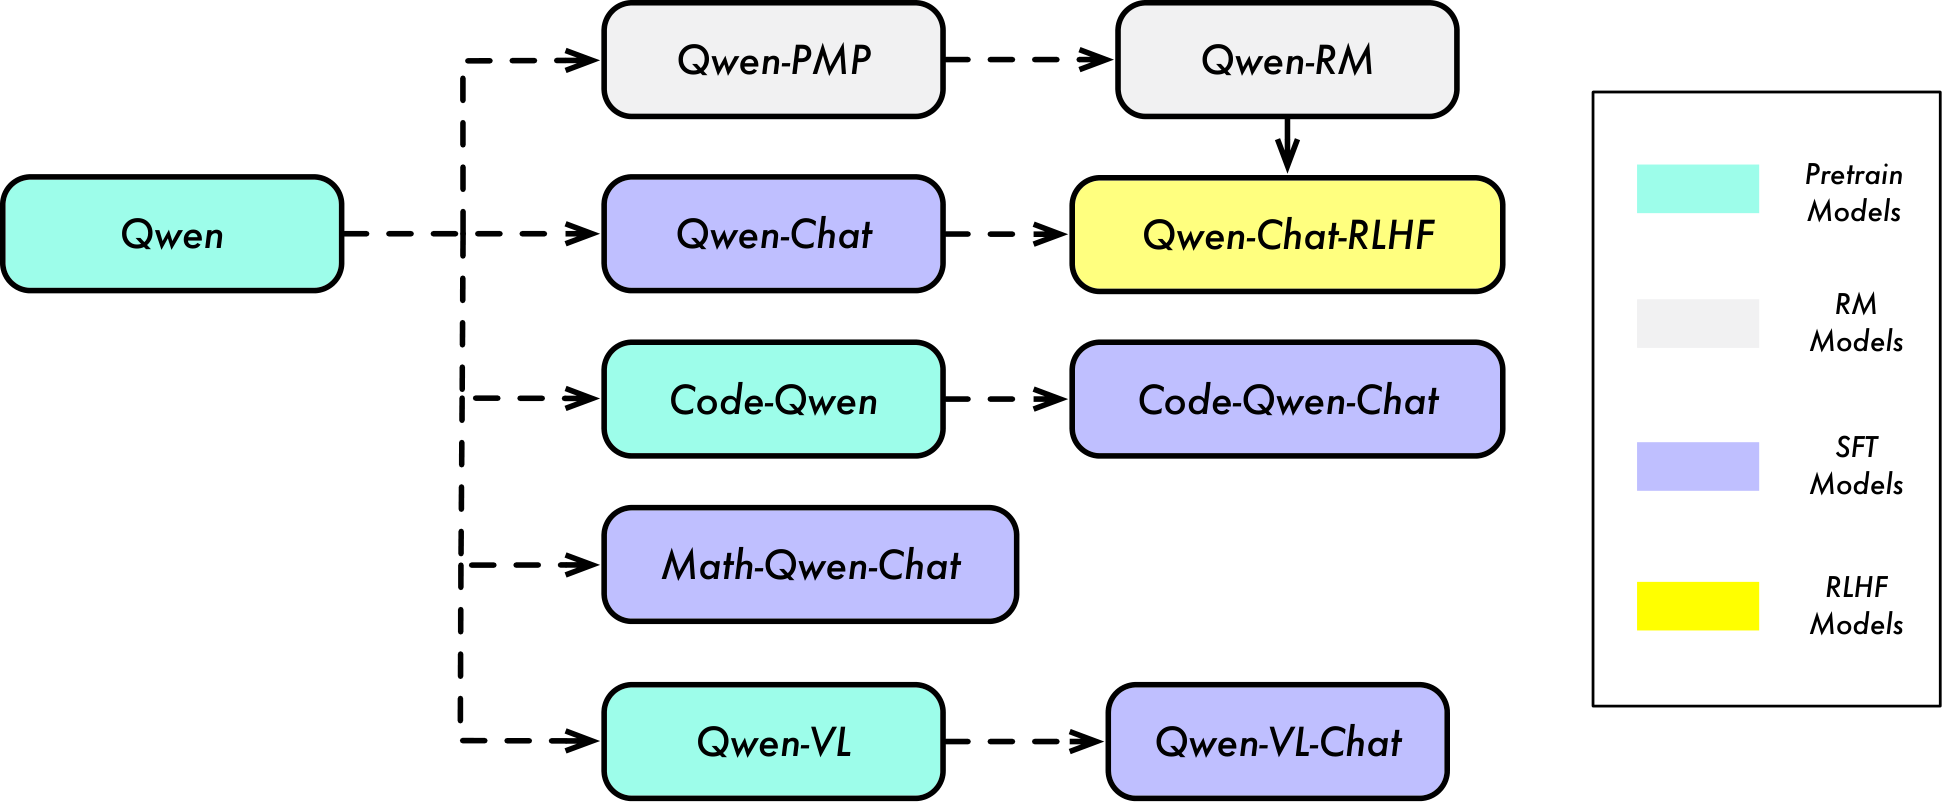 Qwen-PMP
Qwen-RM
Qwen
Qwen-Chat
Qwen-Chat-RLHF
Code-Qwen
Code-Qwen-Chat
Math-Qwen-Chat
Qwen-VL
Qwen-VL-Chat
Pretrain
Models
RM
Models
SFT
Models
RLHF
Models